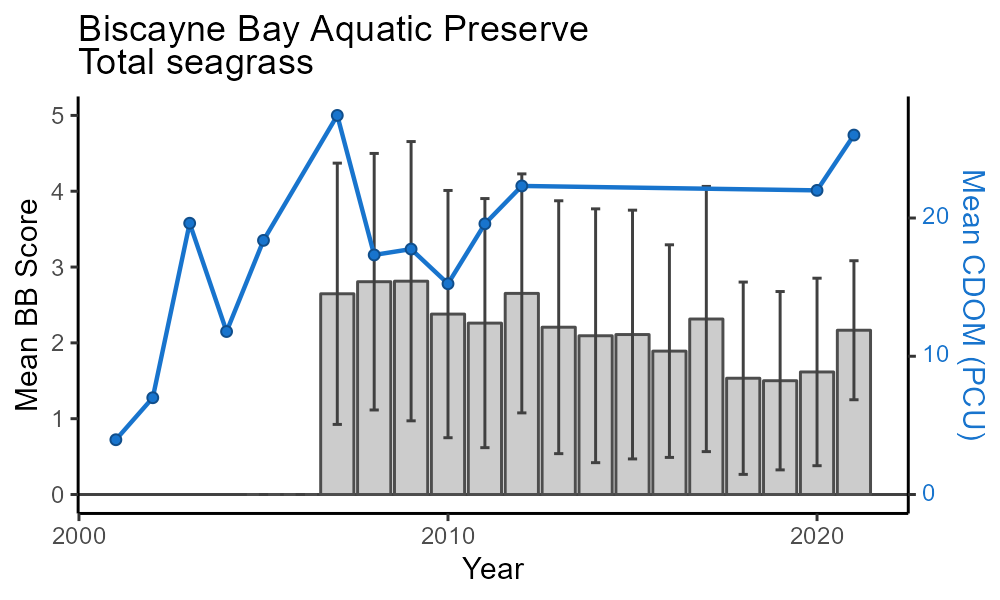 Biscayne Bay Aquatic Preserve
Total seagrass
Mean BB Score
5
4
3
2
1
0
20
10
0
Mean CDOM (PCU)
2000
2010
2020
Year